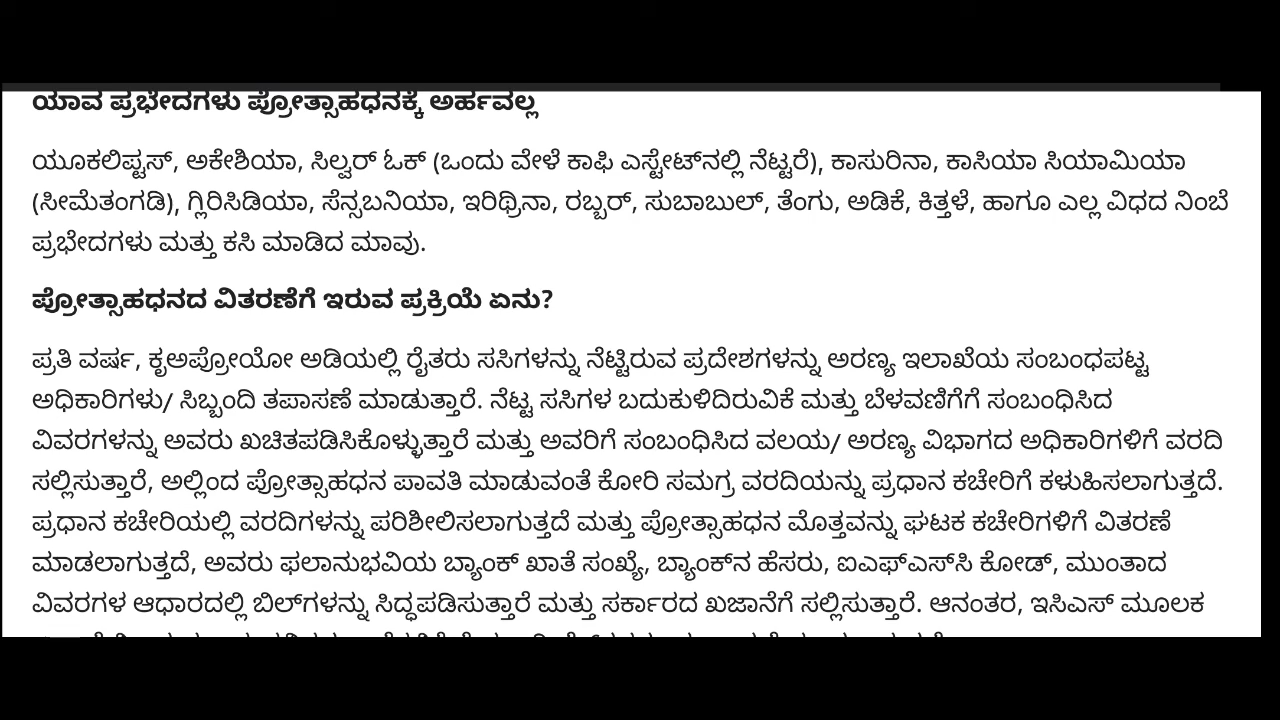 ಯಾವ ಪ್ರಭೇದಗಳು ಪ್ರೋತ್ಸಾಹಧನಕ್ಕೆ ಅರ್ಹವಲ್ಲ
ಯೂಕಲಿಪ್ಟಸ್, ಅಕೇಶಿಯಾ, ಸಿಲ್ವರ್ ಓಕ್ (ಒಂದು ವೇಳೆ ಕಾಫಿ ಎಸ್ಟೇಟ್‌ನಲ್ಲಿ ನೆಟ್ಟರೆ), ಕಾಸುರಿನಾ, ಕಾಸಿಯಾ ಸಿಯಾಮಿಯಾ
(ಸೀಮೆತಂಗಡಿ), ಗ್ಲಿರಿಸಿಡಿಯಾ, ಸೆನ್ಸಬನಿಯಾ, ಇರಿಥ್ರಿನಾ, ರಬ್ಬರ್, ಸುಬಾಬುಲ್, ತೆಂಗು, ಅಡಿಕೆ, ಕಿತ್ತಳೆ, ಹಾಗೂ ಎಲ್ಲ ವಿಧದ ನಿಂಬೆ
ಪ್ರಭೇದಗಳು ಮತ್ತು ಕಸಿ ಮಾಡಿದ ಮಾವು.
ಪ್ರೋತ್ಸಾಹಧನದ ವಿತರಣೆಗೆ ಇರುವ ಪ್ರಕ್ರಿಯೆ ಏನು?
ಪ್ರತಿ ವರ್ಷ, ಕೃಅಪ್ರೋಯೋ ಅಡಿಯಲ್ಲಿ ರೈತರು ಸಸಿಗಳನ್ನು ನೆಟ್ಟಿರುವ ಪ್ರದೇಶಗಳನ್ನು ಅರಣ್ಯ ಇಲಾಖೆಯ ಸಂಬಂಧಪಟ್ಟ
ಅಧಿಕಾರಿಗಳು/ ಸಿಬ್ಬಂದಿ ತಪಾಸಣೆ ಮಾಡುತ್ತಾರೆ. ನೆಟ್ಟ ಸಸಿಗಳ ಬದುಕುಳಿದಿರುವಿಕೆ ಮತ್ತು ಬೆಳವಣಿಗೆಗೆ ಸಂಬಂಧಿಸಿದ
ವಿವರಗಳನ್ನು ಅವರು ಖಚಿತಪಡಿಸಿಕೊಳ್ಳುತ್ತಾರೆ ಮತ್ತು ಅವರಿಗೆ ಸಂಬಂಧಿಸಿದ ವಲಯ/ ಅರಣ್ಯ ವಿಭಾಗದ ಅಧಿಕಾರಿಗಳಿಗೆ ವರದಿ
ಸಲ್ಲಿಸುತ್ತಾರೆ, ಅಲ್ಲಿಂದ ಪ್ರೋತ್ಸಾಹಧನ ಪಾವತಿ ಮಾಡುವಂತೆ ಕೋರಿ ಸಮಗ್ರ ವರದಿಯನ್ನು ಪ್ರಧಾನ ಕಚೇರಿಗೆ ಕಳುಹಿಸಲಾಗುತ್ತದೆ.
ಪ್ರಧಾನ ಕಚೇರಿಯಲ್ಲಿ ವರದಿಗಳನ್ನು ಪರಿಶೀಲಿಸಲಾಗುತ್ತದೆ ಮತ್ತು ಪ್ರೋತ್ಸಾಹಧನ ಮೊತ್ತವನ್ನು ಘಟಕ ಕಚೇರಿಗಳಿಗೆ ವಿತರಣೆ
ಮಾಡಲಾಗುತ್ತದೆ, ಅವರು ಫಲಾನುಭವಿಯ ಬ್ಯಾಂಕ್ ಖಾತೆ ಸಂಖ್ಯೆ, ಬ್ಯಾಂಕ್‌ನ ಹೆಸರು, ಐಎಫ್‌ಎಸ್‌ಸಿ ಕೋಡ್, ಮುಂತಾದ
ವಿವರಗಳ ಆಧಾರದಲ್ಲಿ ಬಿಲ್‌ಗಳನ್ನು ಸಿದ್ಧಪಡಿಸುತ್ತಾರೆ ಮತ್ತು ಸರ್ಕಾರದ ಖಜಾನೆಗೆ ಸಲ್ಲಿಸುತ್ತಾರೆ. ಆನಂತರ, ಇಸಿಎಸ್ ಮೂಲಕ